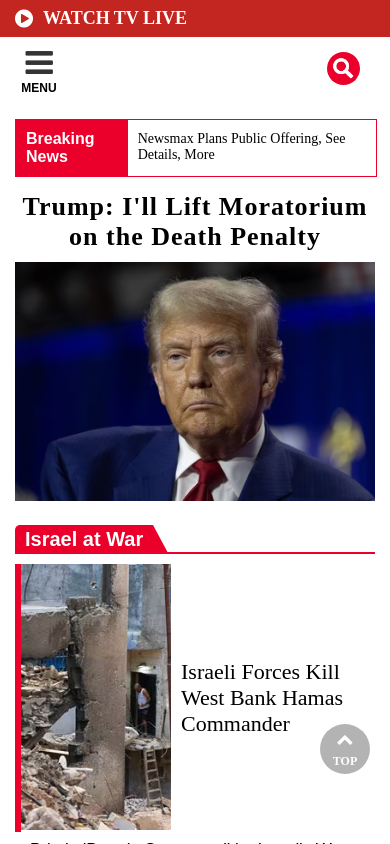 WATCH TV LIVE
MENU
Breaking
News
Newsmax Plans Public Offering, See
Details, More
Trump: I'll Lift Moratorium
on the Death Penalty
Israel at War
Israeli Forces Kill
West Bank Hamas
Commander
TOP